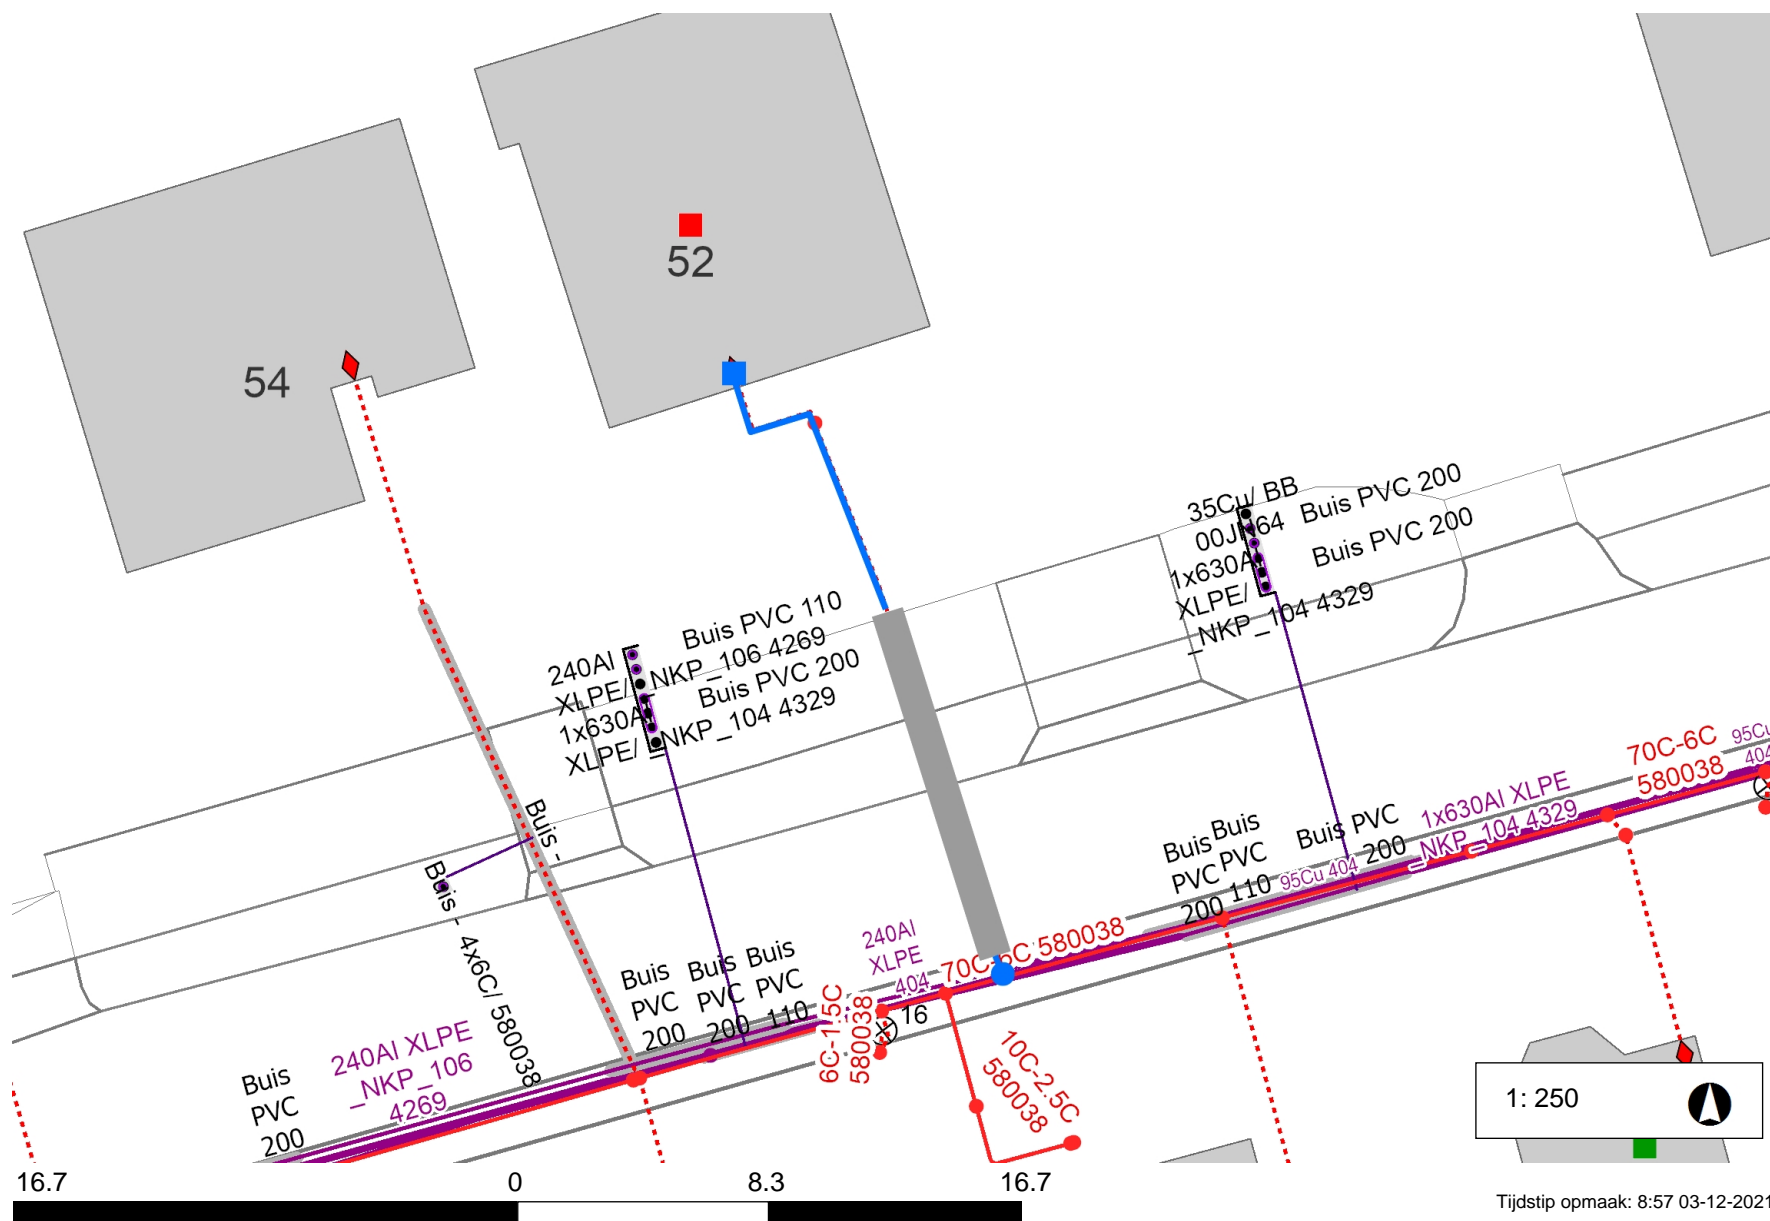 52
54
35Cu/ BB
00JN64
1x630Al
XLPE/
_NKP_104 4329
Buis PVC 200
Buis PVC 200
240Al
XLPE/
_NKP_106 4269
1x630Al
XLPE/
_NKP_104 4329
Buis PVC 110
Buis PVC 200
Buis -
Buis - 4x6C/ 580038
70C-6C
580038
95Cu
404
1x630Al XLPE
_NKP_104 4329
Buis PVC
200
Buis
PVC
200
Buis
PVC
110
95Cu 404
240Al
XLPE
404
70C-6C 580038
Buis
PVC
200
Buis
PVC
200
Buis
PVC
110
6C-1.5C
580038
16
10C-2.5C
580038
240Al XLPE
_NKP_106
4269
Buis
PVC
200
1: 250
16.7
0
8.3
16.7
Tijdstip opmaak: 8:57 03-12-2021